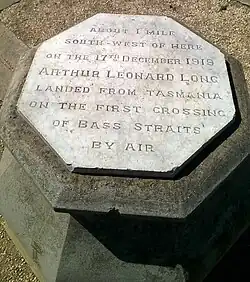 ABOUT 1 MILE
SOUTH-WEST OF HERE
ON THE 17TH DECEMBER 1919
ARTHUR LEONARD LONG
LANDED FROM TASMANIA
ON THE FIRST CROSSING
OF BASS STRAITS
BY AIR